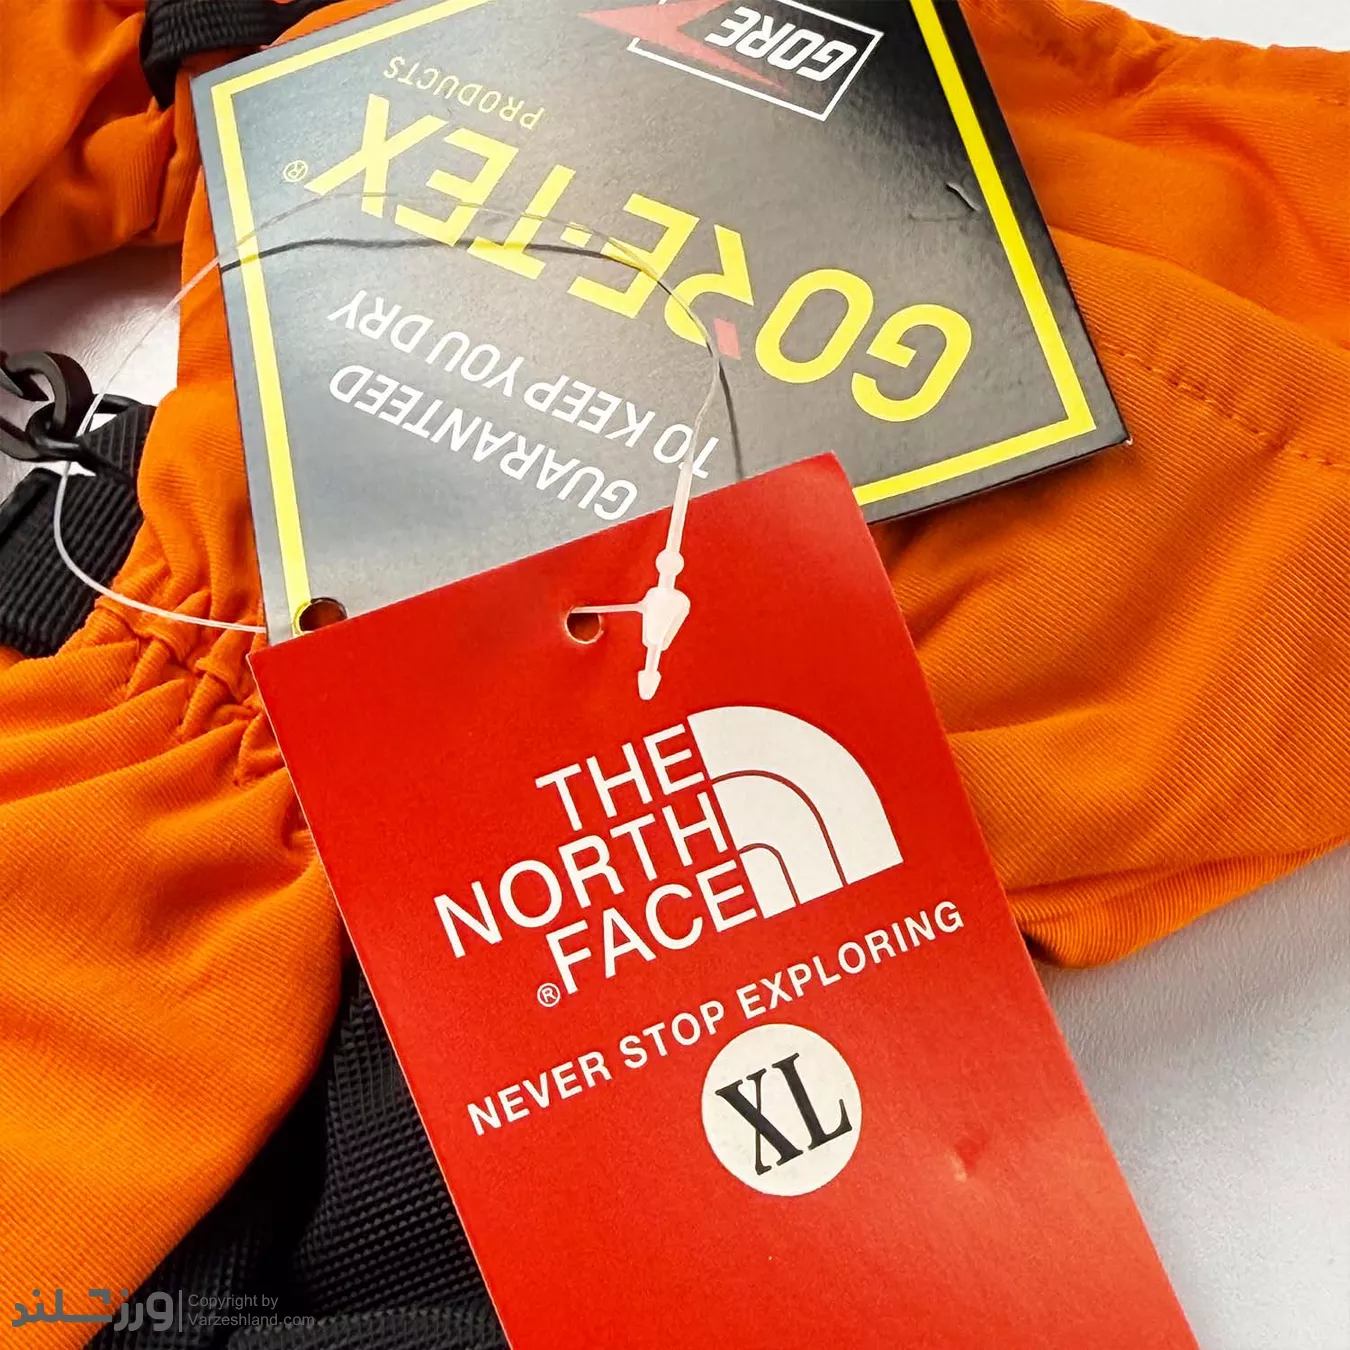 GORE
GORE-TEX®
PRODUCTS
GUARANTEED
TO KEEP YOU DRY
THE
NORTH
FACE®
NEVER STOP EXPLORING
XL
ورزشلند
Copyright by
Varzeshland.com